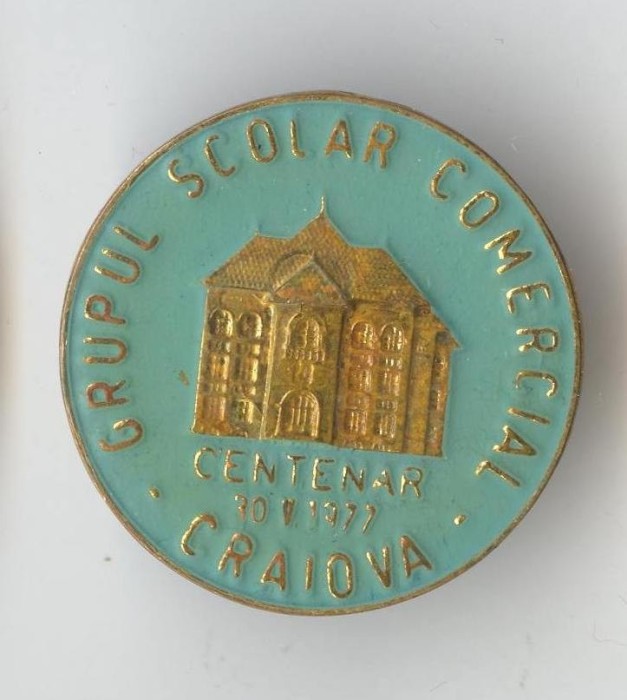 GRUPUL SCOLAR COMERCIAL
CENTENAR
30 V 1977
CRAIOVA